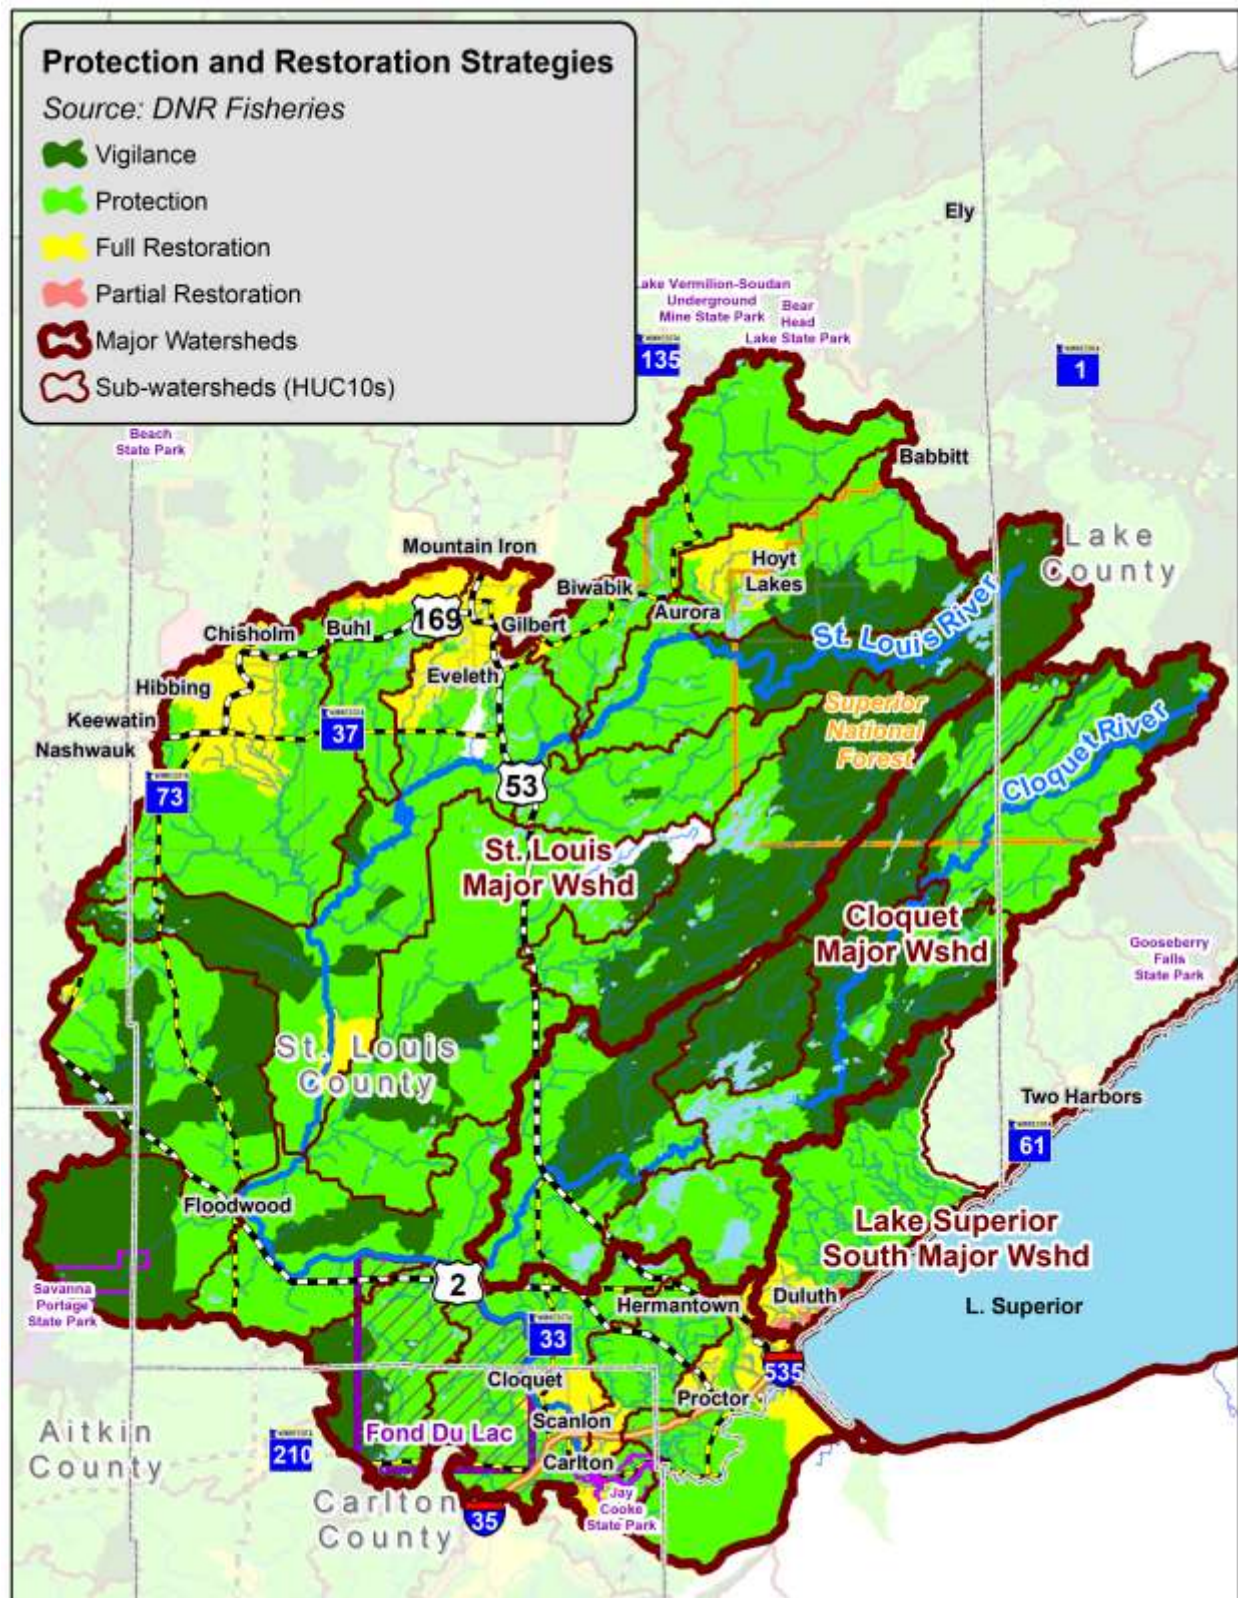 Protection and Restoration Strategies
Source: DNR Fisheries
Vigilance
Protection
Full Restoration
Partial Restoration
Major Watersheds
Sub-watersheds (HUC10s)
Ely
Lake Vermilion-Soudan
Underground
Mine State Park
Bear
Head
Lake State Park
135
1
Beach
State Park
Babbitt
Lake
County
Mountain Iron
Hoyt
Lakes
Biwabik
Aurora
169
Gilbert
Chisholm
Buhl
St. Louis River
Eveleth
Hibbing
Keewatin
Nashwauk
37
Superior
National
Forest
Cloquet River
73
53
St. Louis
Major Wshd
Cloquet
Major Wshd
Gooseberry
Falls
State Park
St. Louis
County
Two Harbors
61
Floodwood
Lake Superior
South Major Wshd
Savanna
Portage
State Park
2
Hermantown
Duluth
L. Superior
33
535
Cloquet
Proctor
Scanlon
Fond Du Lac
Carlton
Aitkin
County
210
Carlton
County
35
Jay
Cooke
State Park